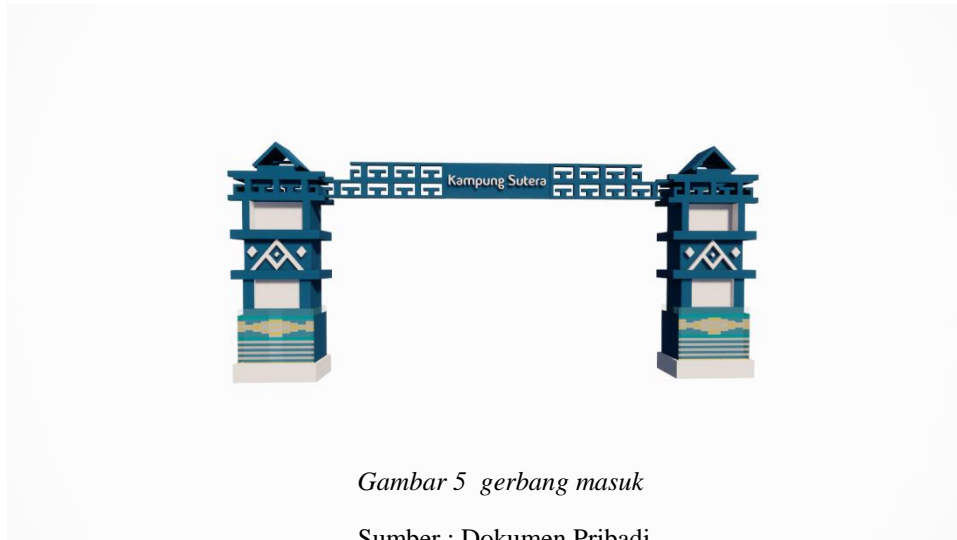 Kampung Sutera
Gambar 5 gerbang masuk
Sumber : Dokumen Pribadi